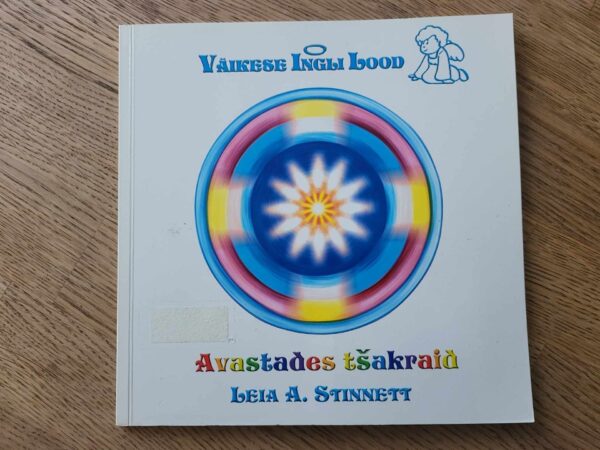 Väikese Ingli Lood
Avastades tšakraid
Leia A. Stinnett